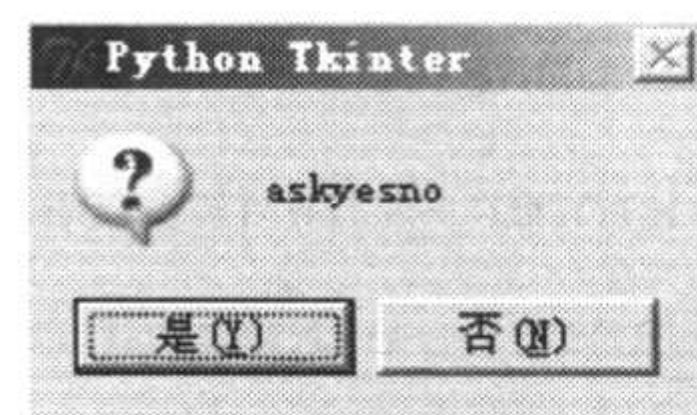 Python Tkinter
askyesno
是(Y) 否(N)